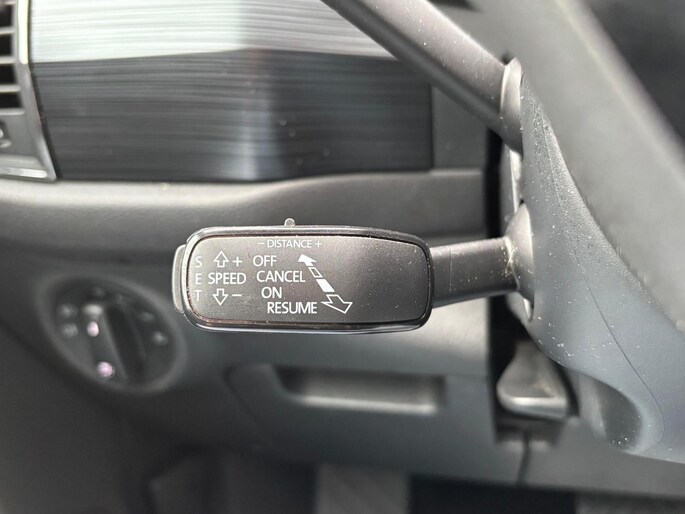 - DISTANCE +
S + OFF
E SPEED CANCEL
T - ON
RESUME